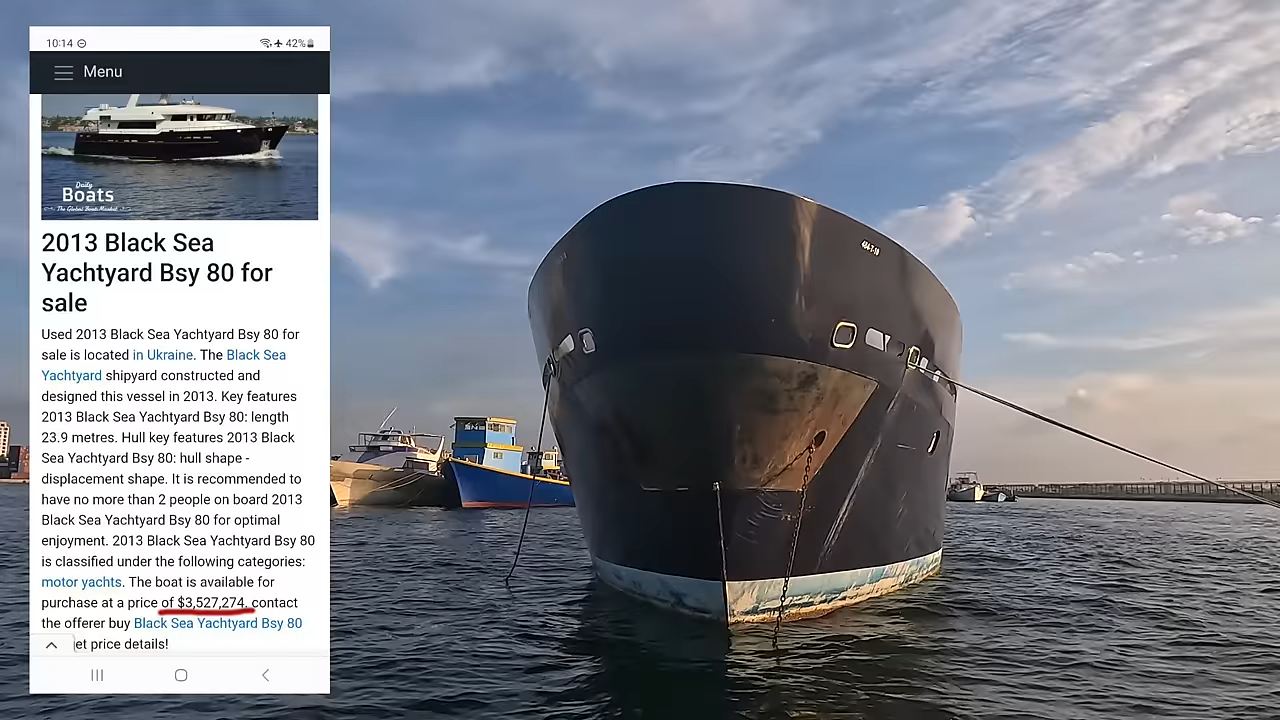 10:14
42%
Menu
Daily
Boats
The Global Boats Market
2013 Black Sea
Yachtyard Bsy 80 for
sale
Used 2013 Black Sea Yachtyard Bsy 80 for
sale is located in Ukraine. The Black Sea
Yachtyard shipyard constructed and
designed this vessel in 2013. Key features
2013 Black Sea Yachtyard Bsy 80: length
23.9 metres. Hull key features 2013 Black
Sea Yachtyard Bsy 80: hull shape -
displacement shape. It is recommended to
have no more than 2 people on board 2013
Black Sea Yachtyard Bsy 80 for optimal
enjoyment. 2013 Black Sea Yachtyard Bsy 80
is classified under the following categories:
motor yachts. The boat is available for
purchase at a price of $3,527,274. contact
the offerer buy Black Sea Yachtyard Bsy 80
et price details!